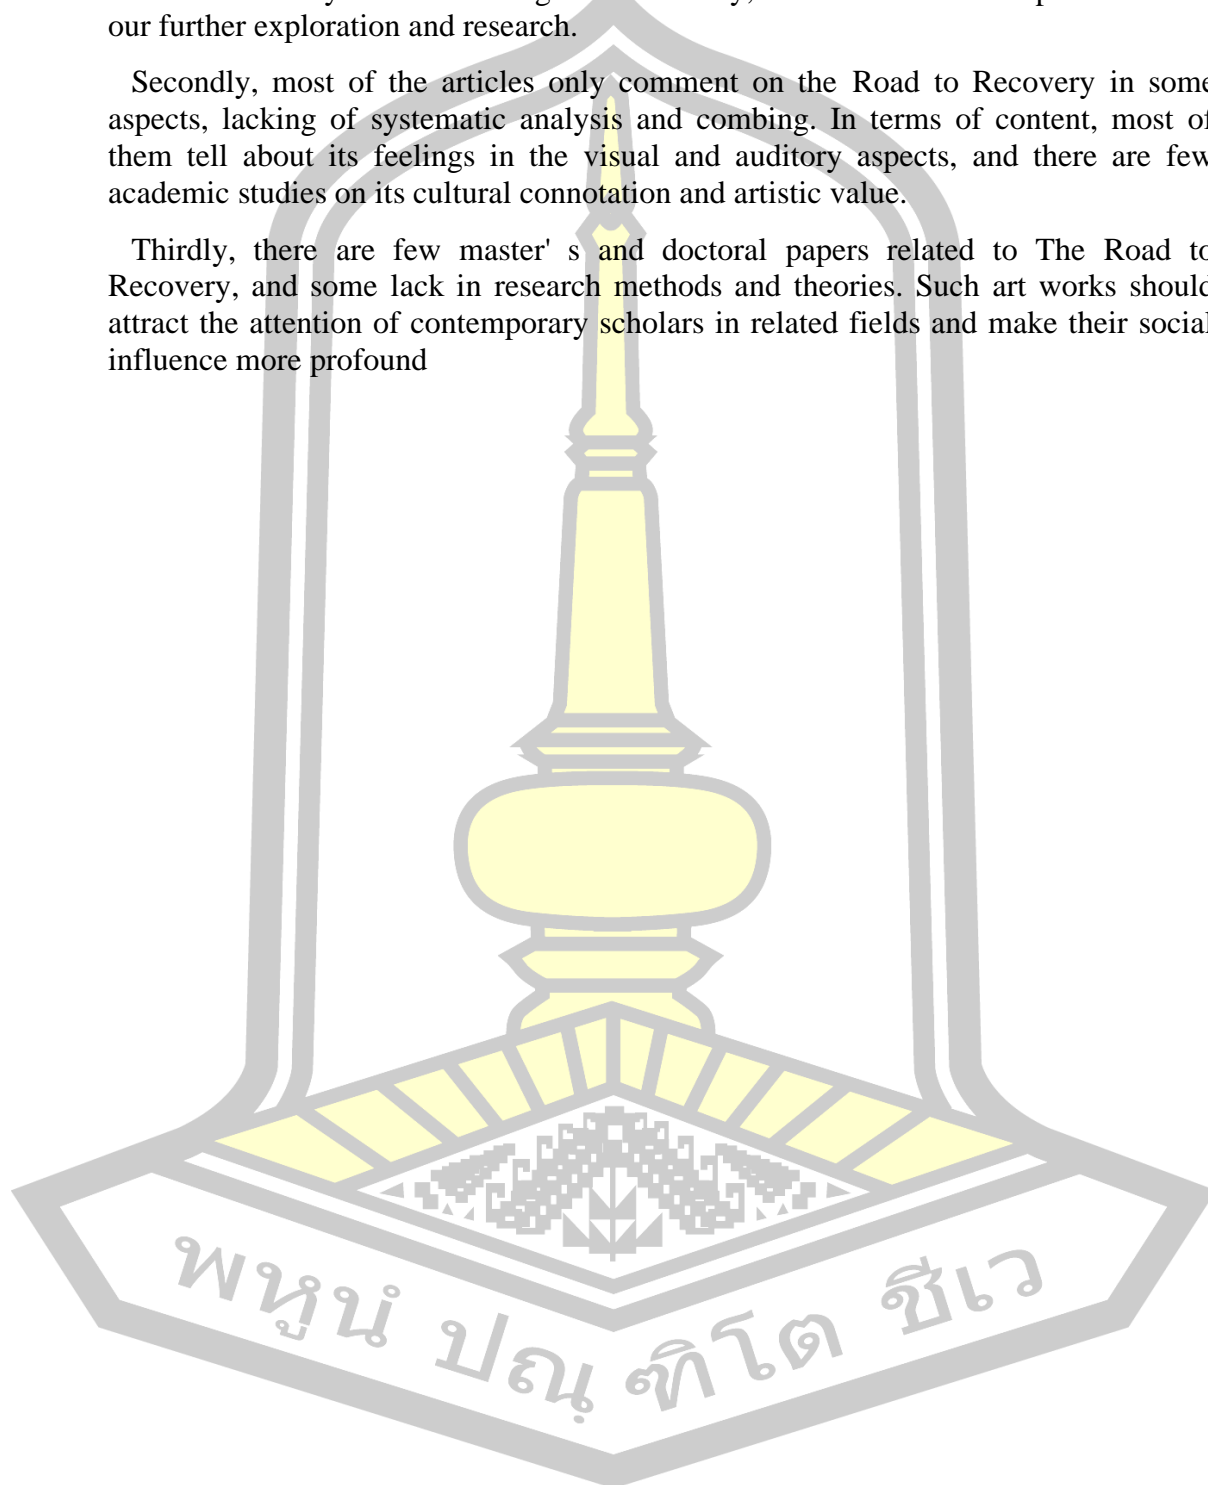 our further exploration and research.
Secondly, most of the articles only comment on the Road to Recovery in some
aspects, lacking of systematic analysis and combing. In terms of content, most of
them tell about its feelings in the visual and auditory aspects, and there are few
academic studies on its cultural connotation and artistic value.
Thirdly, there are few master' s and doctoral papers related to The Road to
Recovery, and some lack in research methods and theories. Such art works should
attract the attention of contemporary scholars in related fields and make their social
influence more profound
พหูนํ ปณฺฑิโต ชีเว